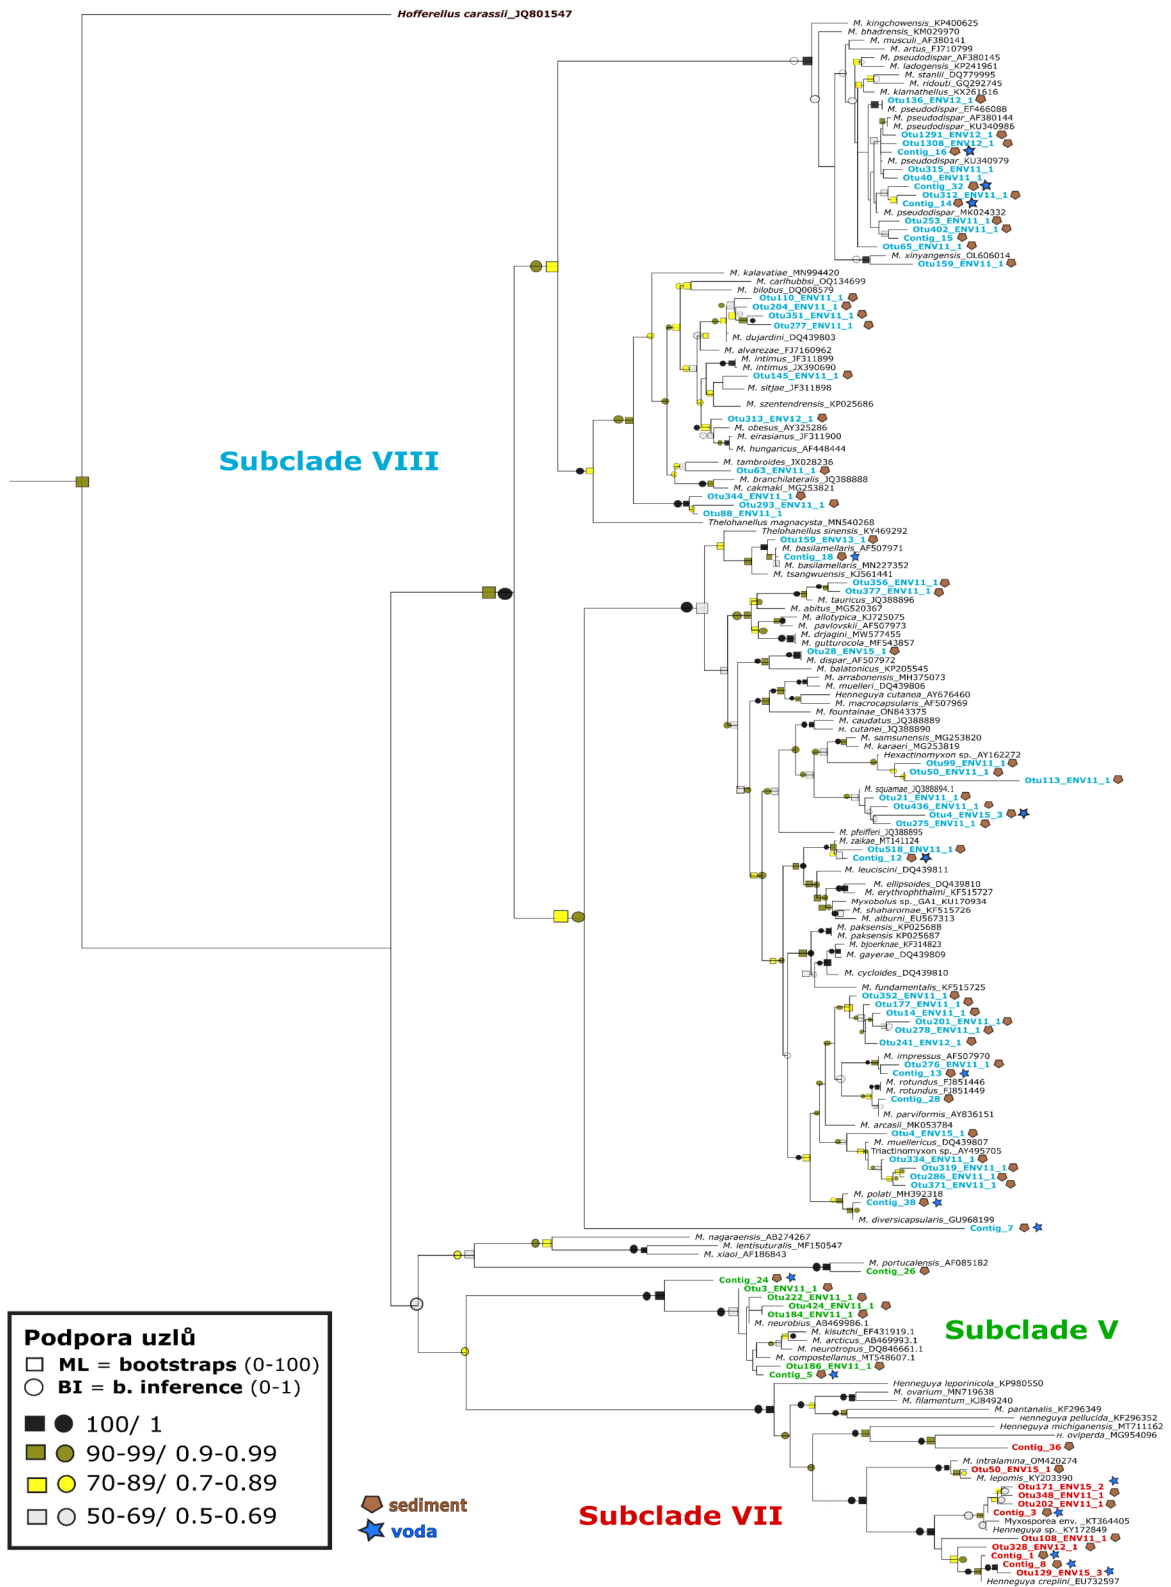 Hofferellus carassii_JQ801547
M. kingchowensis_KP400625
M. bhadrensis_KM029970
M. musculi_AF380141
M. artus_FJ710799
M. pseudodispar_AF380145
M. ladogensis_KP241961
M. stanlii_DQ779995
M. ridouti_GQ292745
M. klamathellus_KX261616
Otu136_ENV12_1
M. pseudodispar_EF466088
M. pseudodispar_AF380144
M. pseudodispar_KU340986
Otu1291_ENV12_1
Otu1308_ENV12_1
Contig_16
M. pseudodispar_KU340979
Otu315_ENV11_1
Otu40_ENV11_1
Contig_32
Otu312_ENV11_1
Contig_14
M. pseudodispar_MK024332
Otu253_ENV11_1
Otu402_ENV11_1
Contig_15
Otu65_ENV11_1
M. xinyangensis_OL606014
Otu159_ENV11_1
M. kalavatiae_MN994420
M. carlhubbsi_OQ134699
M. bilobus_DQ008579
Otu110_ENV11_1
Otu204_ENV11_1
Otu351_ENV11_1
Otu277_ENV11_1
M. dujardini_DQ439803
M. alvarezae_FJ7160962
M. intimus_JF311899
M. intimus_JX390690
Otu145_ENV11_1
M. sitjae_JF311898
M. szentendrensis_KP025686
Otu313_ENV12_1
M. obesus_AY325286
M. eirasianus_JF311900
M. hungaricus_AF448444
Subclade VIII
M. tambroides_JX028236
Otu63_ENV11_1
M. branchilateralis_JQ388888
M. cakmaki_MG253821
Otu344_ENV11_1
Otu293_ENV11_1
Otu88_ENV11_1
Thelohanellus magnacysta_MN540268
Thelohanellus sinensis_KY469292
Otu159_ENV13_1
M. basilamellaris_AF507971
Contig_18
M. basilamellaris_MN227352
M. tsangwuensis_KJ561441
Otu356_ENV11_1
Otu377_ENV11_1
M. tauricus_JQ388896
M. abitus_MG520367
M. allotypica_KJ725075
M. pavlovskii_AF507973
M. drjagini_MW577455
M. gutturocola_MF543857
Otu28_ENV15_1
M. dispar_AF507972
M. balatonicus_KP205545
M. arrabonensis_MH375073
M. muelleri_DQ439806
Henneguya cutanea_AY676460
M. macrocapsularis_AF507969
M. fountainae_ON843375
M. caudatus_JQ388889
M. cutanei_JQ388890
M. samsunensis_MG253820
M. karaeri_MG253819
Hexactinomyxon sp._AY162272
Otu99_ENV11_1
Otu50_ENV11_1
Otu113_ENV11_1
M. squamae_JQ388894.1
Otu21_ENV11_1
Otu436_ENV11_1
Otu4_ENV15_3
Otu275_ENV11_1
M. pfeifferi_JQ388895
M. zaikae_MT141124
Otu518_ENV11_1
Contig_12
M. leuciscini_DQ439811
M. ellipsoides_DQ439810
M. erythrophthalmi_KF515727
Myxobolus sp._GA1_KU170934
M. shaharomae_KF515726
M. alburni_EU567313
M. paksensis_KP025688
M. paksensis KP025687
M. bjoerknae_KF314823
M. gayerae_DQ439809
M. cycloides_DQ439810
M. fundamentalis_KF515725
Otu352_ENV11_1
Otu177_ENV11_1
Otu14_ENV11_1
Otu201_ENV11_1
Otu278_ENV11_1
Otu241_ENV12_1
M. impressus_AF507970
Otu276_ENV11_1
Contig_13
M. rotundus_FJ851446
M. rotundus_FJ851449
Contig_28
M. parviformis_AY836151
M. arcasii_MK053784
Otu4_ENV15_1
M. muellericus_DQ439807
Triactinomyxon sp._AY495705
Otu334_ENV11_1
Otu319_ENV11_1
Otu286_ENV11_1
Otu371_ENV11_1
M. polati_MH392318
Contig_38
M. diversicapsularis_GU968199
Contig_7
M. nagaraensis_AB274267
M. lentisuturalis_MF150547
M. xiaoi_AF186843
M. portucalensis_AF085182
Contig_26
Contig_24
Otu3_ENV11_1
Otu222_ENV11_1
Otu424_ENV11_1
Otu184_ENV11_1
M. neurobius_AB469986.1
M. kisutchi_EF431919.1
M. arcticus_AB469993.1
M. neurotropus_DQ846661.1
M. compostellanus_MT548607.1
Otu186_ENV11_1
Contig_5
Subclade V
Henneguya leporinicola_KP980550
M. ovarium_MN719638
M. filamentum_KJ849240
M. pantanalis_KF296349
Henneguya pellucida_KF296352
Henneguya michiganensis_MT711162
H. oviperda_MG954096
Contig_36
M. intralamina_OM420274
Otu50_ENV15_1
M. lepomis_KY203390
Otu171_ENV15_2
Otu348_ENV11_1
Otu202_ENV11_1
Contig_3
Myxosporea env. _KT364405
Henneguya sp._KY172849
Otu108_ENV11_1
Otu328_ENV12_1
Contig_1
Contig_8
Otu129_ENV15_3
Henneguya creplini_EU732597
Subclade VII
Podpora uzlů
ML = bootstraps (0-100)
BI = b. inference (0-1)
100/ 1
90-99/ 0.9-0.99
70-89/ 0.7-0.89
50-69/ 0.5-0.69
sediment
voda